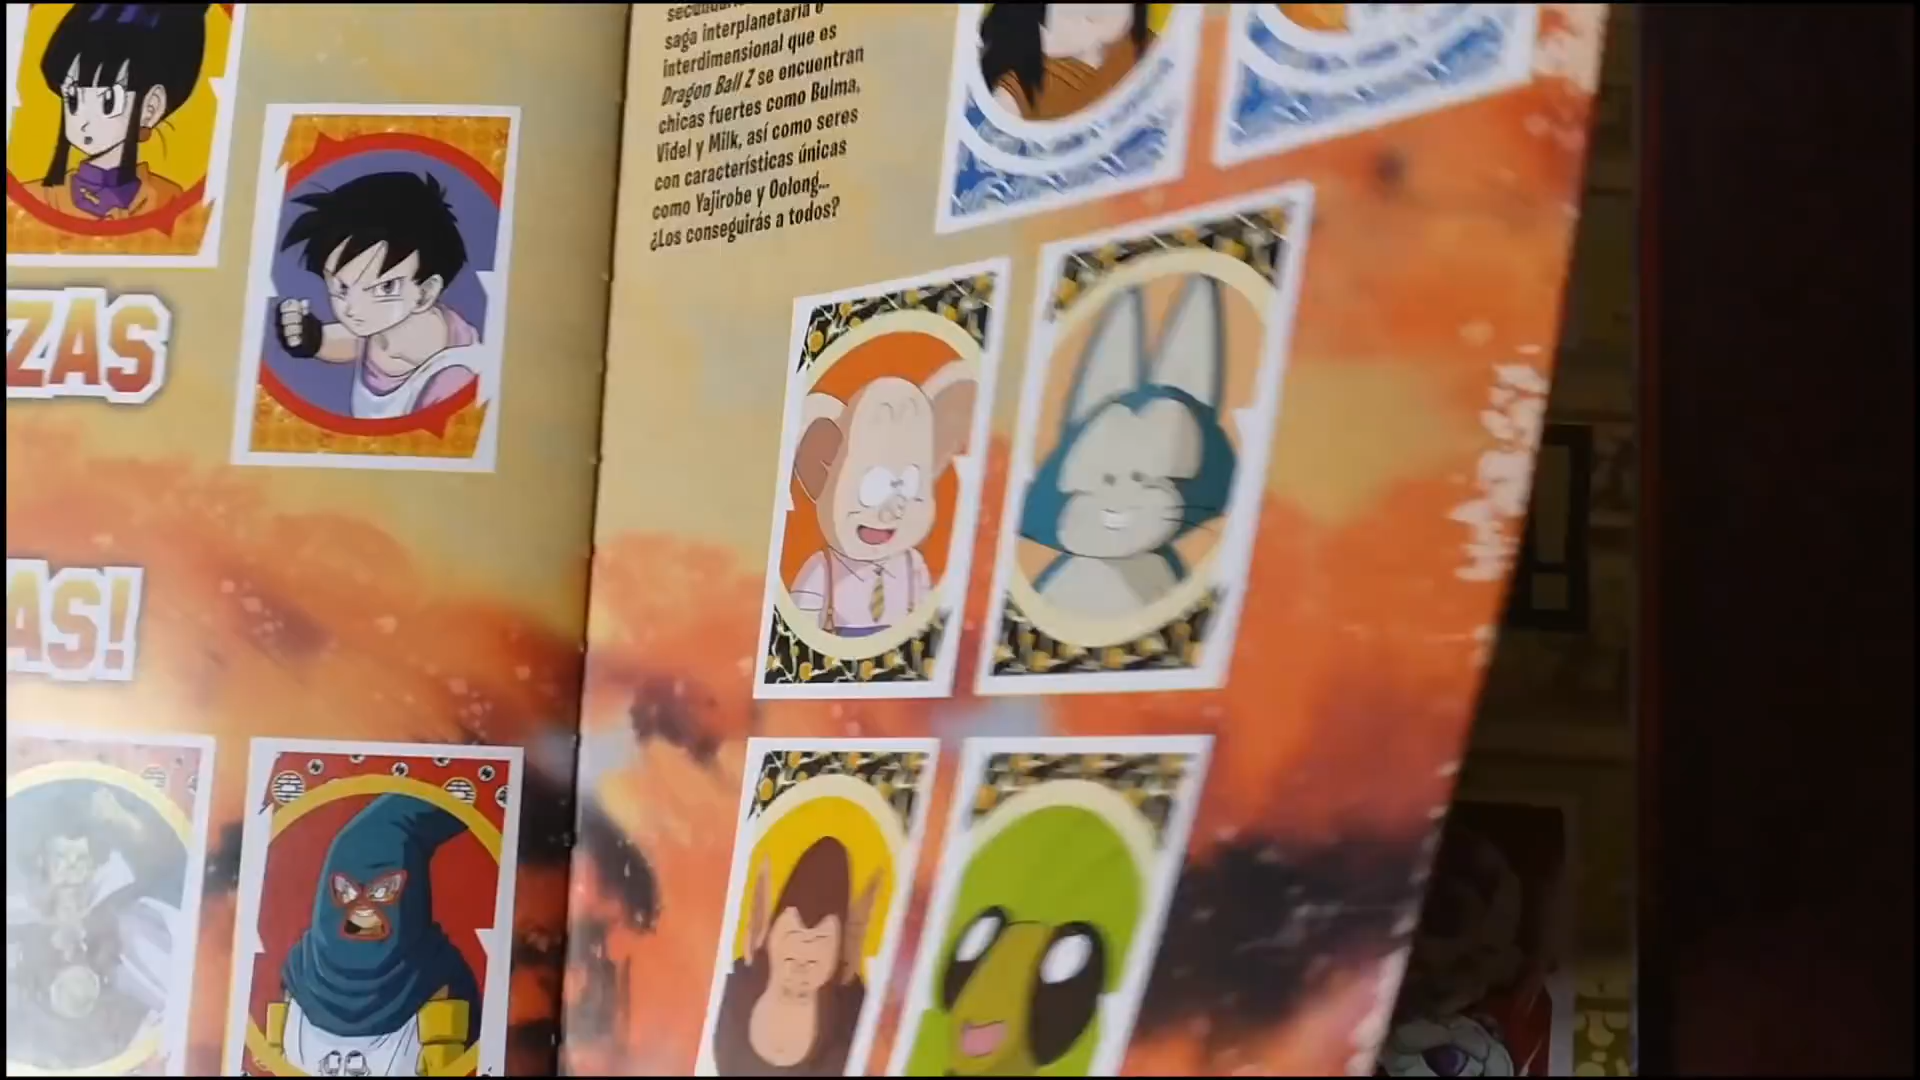 saga interplanetaria e
interdimensional que es
Dragon Ball Z se encuentran
chicas fuertes como Bulma,
Videl y Milk, así como seres
con características únicas
como Yajirobe y Oolong...
¿Los conseguirás a todos?
ZAS
AS!